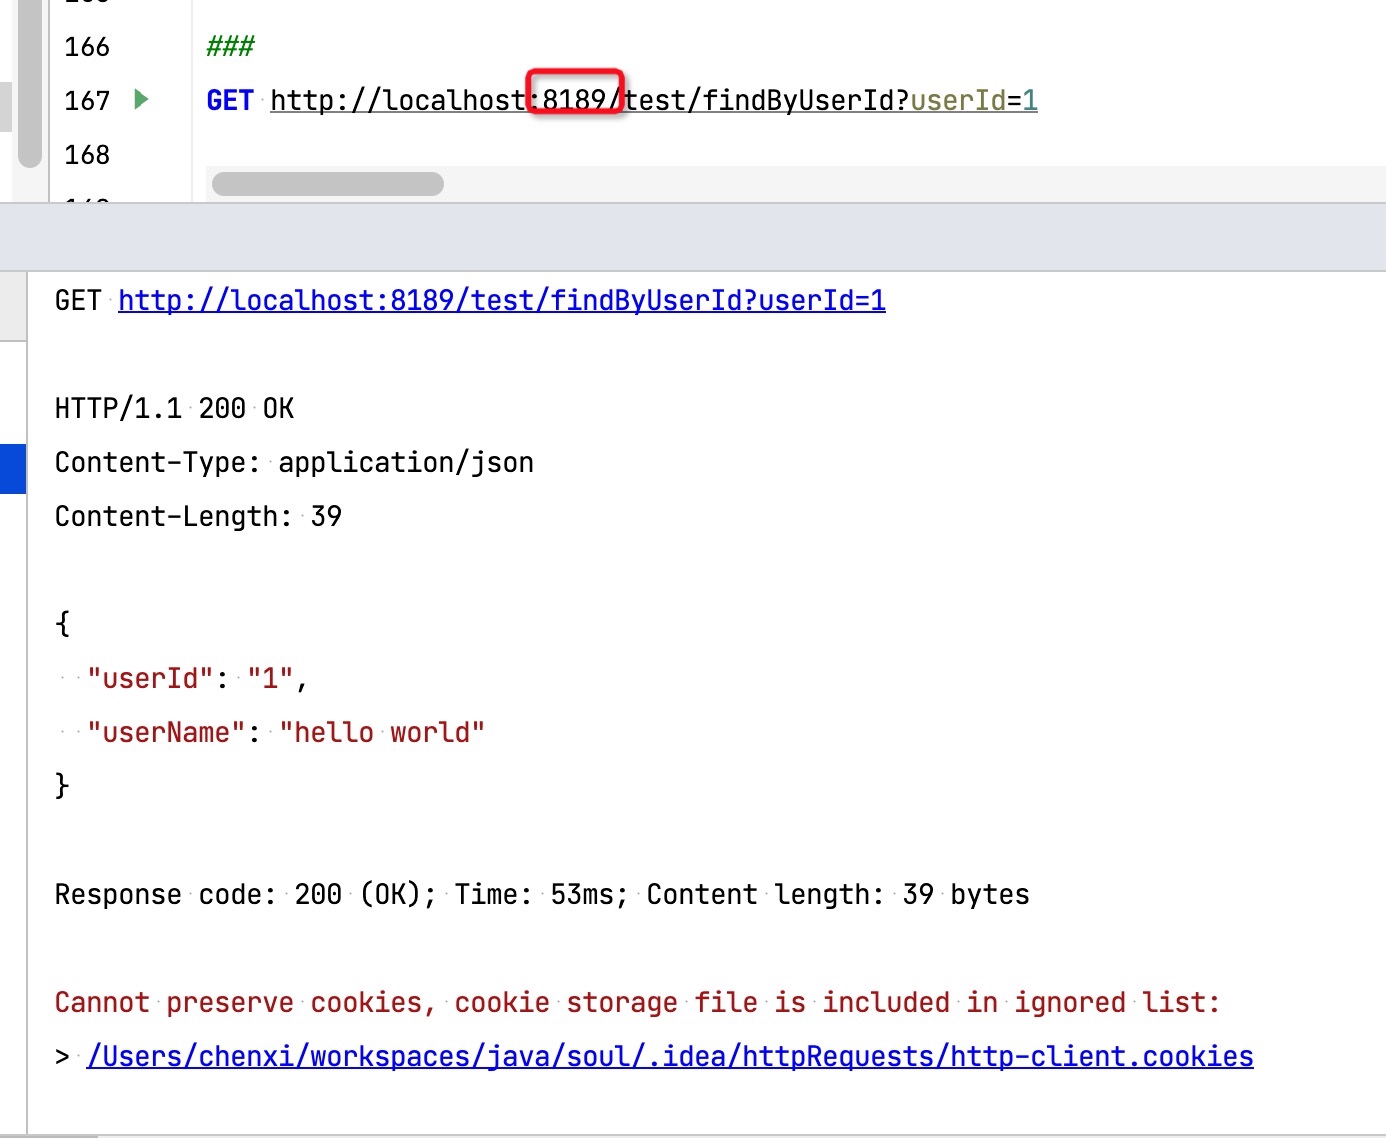 166
###
167
GET http://localhost:8189/test/findByUserId?userId=1
168
GET http://localhost:8189/test/findByUserId?userId=1
HTTP/1.1 200 OK
Content-Type: application/json
Content-Length: 39
{
"userId": "1",
"userName": "hello world"
}
Response code: 200 (OK); Time: 53ms; Content length: 39 bytes
Cannot preserve cookies, cookie storage file is included in ignored list:
> /Users/chenxi/workspaces/java/soul/.idea/httpRequests/http-client.cookies